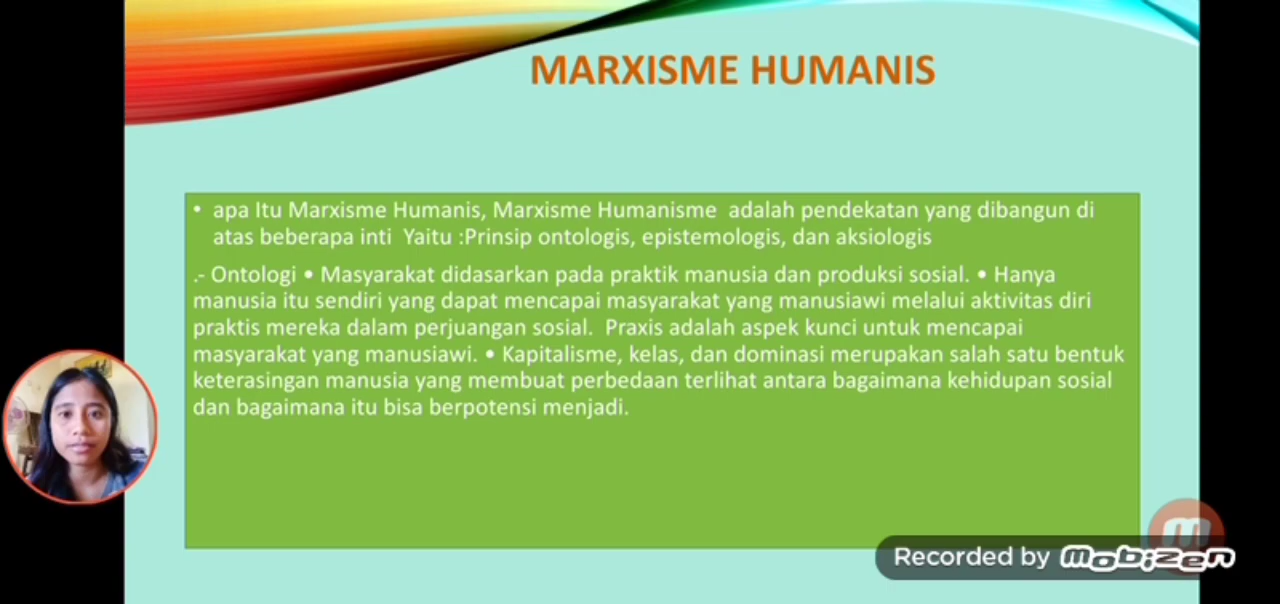 MARXISME HUMANIS
• apa Itu Marxisme Humanis, Marxisme Humanisme adalah pendekatan yang dibangun di
atas beberapa inti Yaitu :Prinsip ontologis, epistemologis, dan aksiologis
.- Ontologi • Masyarakat didasarkan pada praktik manusia dan produksi sosial. • Hanya
manusia itu sendiri yang dapat mencapai masyarakat yang manusiawi melalui aktivitas diri
praktis mereka dalam perjuangan sosial. Praxis adalah aspek kunci untuk mencapai
masyarakat yang manusiawi. • Kapitalisme, kelas, dan dominasi merupakan salah satu bentuk
keterasingan manusia yang membuat perbedaan terlihat antara bagaimana kehidupan sosial
dan bagaimana itu bisa berpotensi menjadi.
Recorded by mobizen